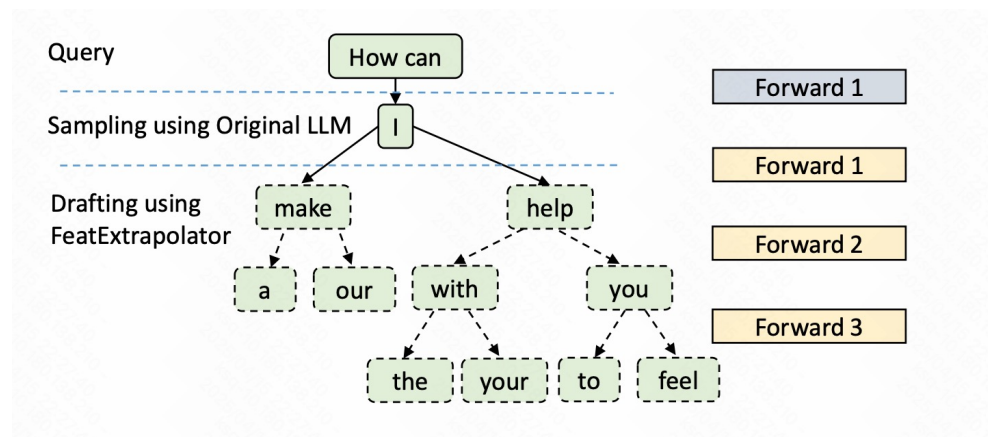 Query
How can
Forward 1
Sampling using Original LLM
I
Forward 1
Drafting using
FeatExtrapolator
make
help
Forward 2
a
our
with
you
Forward 3
the
your
to
feel